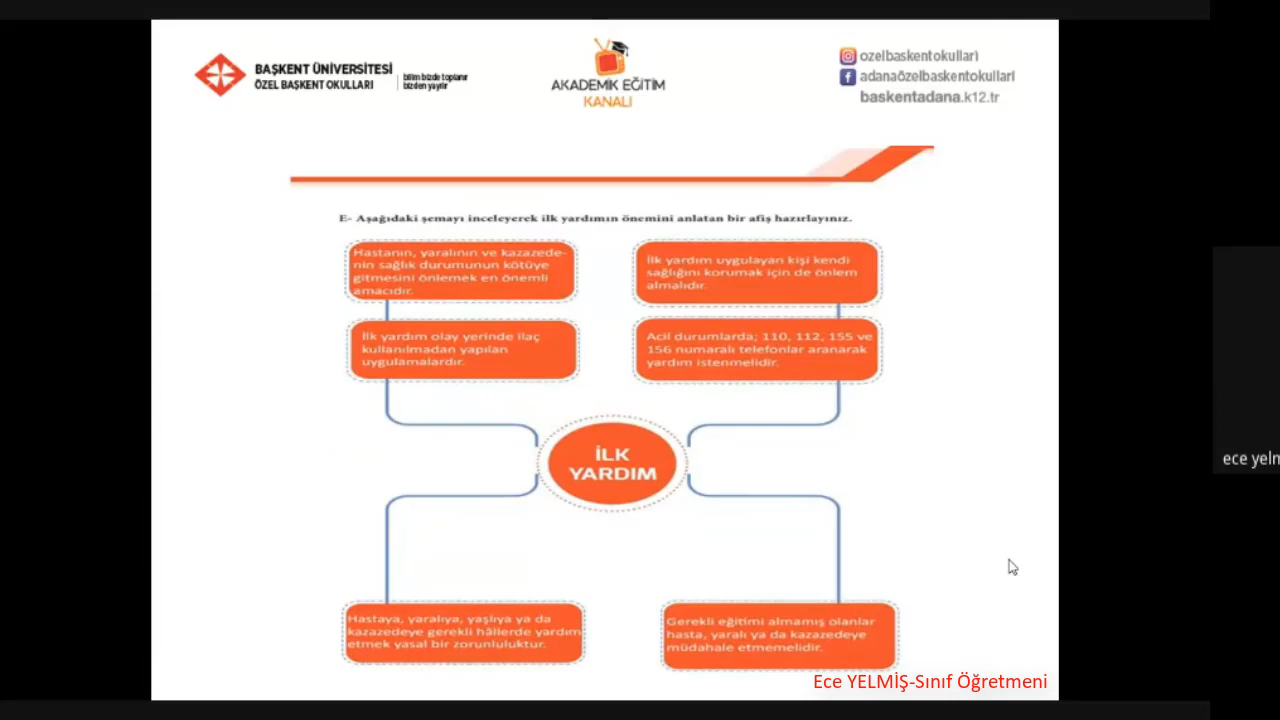 BAŞKENT ÜNİVERSİTESİ
ÖZEL BAŞKENT OKULLARI
bilim bizde toplanır
bizden yayılır
AKADEMİK EĞİTİM
KANALI
ozelbaskentokullari
adanaözelbaskentokullari
baskentadana.k12.tr
E- Aşağıdaki şemayı inceleyerek ilk yardımın önemini anlatan bir afiş hazırlayınız.
Hastanın, yaralının ve kazazede-
nin sağlık durumunun kötüye
gitmesini önlemek en önemli
amacıdır.
İlk yardım uygulayan kişi kendi
sağlığını korumak için de önlem
almalıdır.
İlk yardım olay yerinde ilaç
kullanılmadan yapılan
uygulamalardır.
Acil durumlarda; 110, 112, 155 ve
156 numaralı telefonlar aranarak
yardım istenmelidir.
İLK
YARDIM
Hastaya, yaralıya, yaşlıya ya da
kazazedeye gerekli hâllerde yardım
etmek yasal bir zorunluluktur.
Gerekli eğitimi almamış olanlar
hasta, yaralı ya da kazazedeye
müdahale etmemelidir.
Ece YELMİŞ-Sınıf Öğretmeni
ece yelm